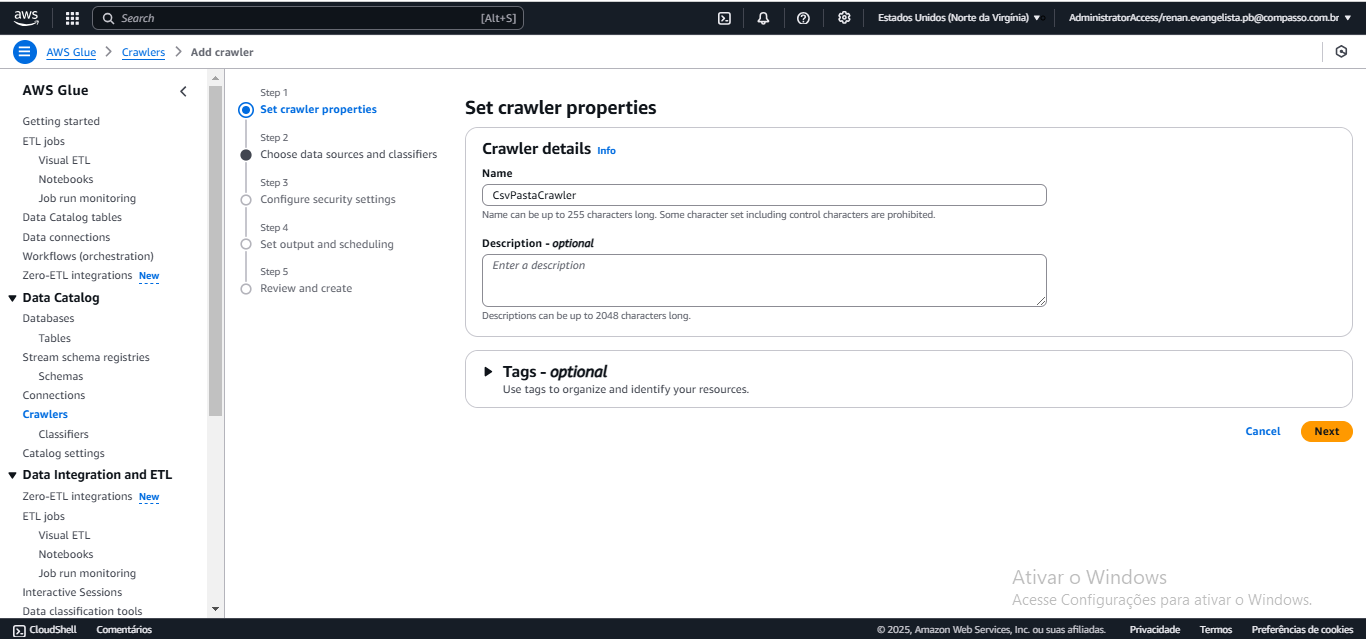 aws
Search [Alt+S]
Estados Unidos (Norte da Virgínia) ▼
AdministratorAccess/renan.evangelista.pb@compasso.com.br ▼
AWS Glue > Crawlers > Add crawler
AWS Glue
Getting started
ETL jobs
Visual ETL
Notebooks
Job run monitoring
Data Catalog tables
Data connections
Workflows (orchestration)
Zero-ETL integrations New
Data Catalog
Databases
Tables
Stream schema registries
Schemas
Connections
Crawlers
Classifiers
Catalog settings
Data Integration and ETL
Zero-ETL integrations New
ETL jobs
Visual ETL
Notebooks
Job run monitoring
Interactive Sessions
Data classification tools
Step 1
Set crawler properties
Step 2
Choose data sources and classifiers
Step 3
Configure security settings
Step 4
Set output and scheduling
Step 5
Review and create
Set crawler properties
Crawler details Info
Name
CsvPastaCrawler
Name can be up to 255 characters long. Some character set including control characters are prohibited.
Description - optional
Enter a description
Descriptions can be up to 2048 characters long.
Tags - optional
Use tags to organize and identify your resources.
Cancel Next
Ativar o Windows
Acesse Configurações para ativar o Windows.
CloudShell Comentários © 2025, Amazon Web Services, Inc. ou suas afiliadas. Privacidade Termos Preferências de cookies